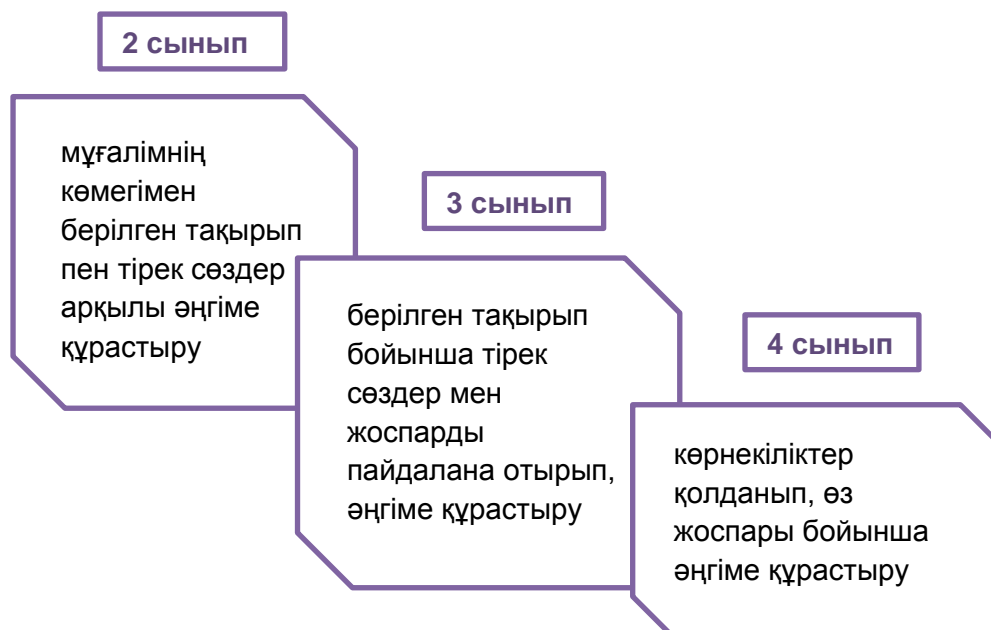 2 сынып
мұғалімнің
көмегімен
берілген тақырып
пен тірек сөздер
арқылы әңгіме
құрастыру
3 сынып
берілген тақырып
бойынша тірек
сөздер мен
жоспарды
пайдалана отырып,
әңгіме құрастыру
4 сынып
көрнекіліктер
қолданып, өз
жоспары бойынша
әңгіме құрастыру